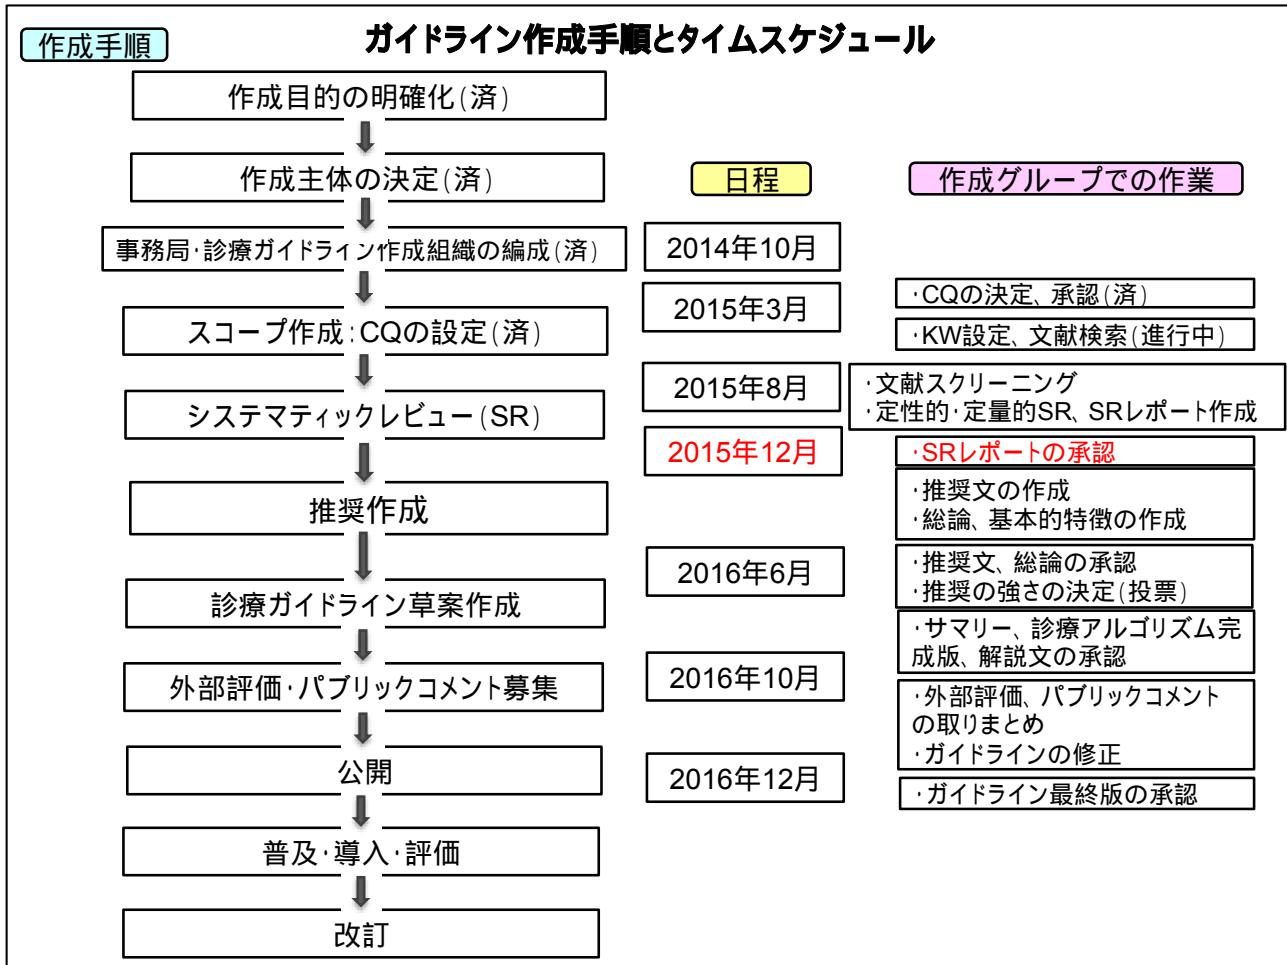 作成手順
ガイドライン作成手順とタイムスケジュール
作成目的の明確化(済)
作成主体の決定(済)
事務局・診療ガイドライン作成組織の編成(済)
スコープ作成:CQの設定(済)
システマティックレビュー(SR)
推奨作成
診療ガイドライン草案作成
外部評価・パブリックコメント募集
公開
普及・導入・評価
改訂
日程
2014年10月
2015年3月
2015年8月
2015年12月
2016年6月
2016年10月
2016年12月
作成グループでの作業
・CQの決定、承認(済)
・KW設定、文献検索(進行中)
・文献スクリーニング
・定性的・定量的SR、SRレポート作成
・SRレポートの承認
・推奨文の作成
・総論、基本的特徴の作成
・推奨文、総論の承認
・推奨の強さの決定(投票)
・サマリー、診療アルゴリズム完
成版、解説文の承認
・外部評価、パブリックコメント
の取りまとめ
・ガイドラインの修正
・ガイドライン最終版の承認